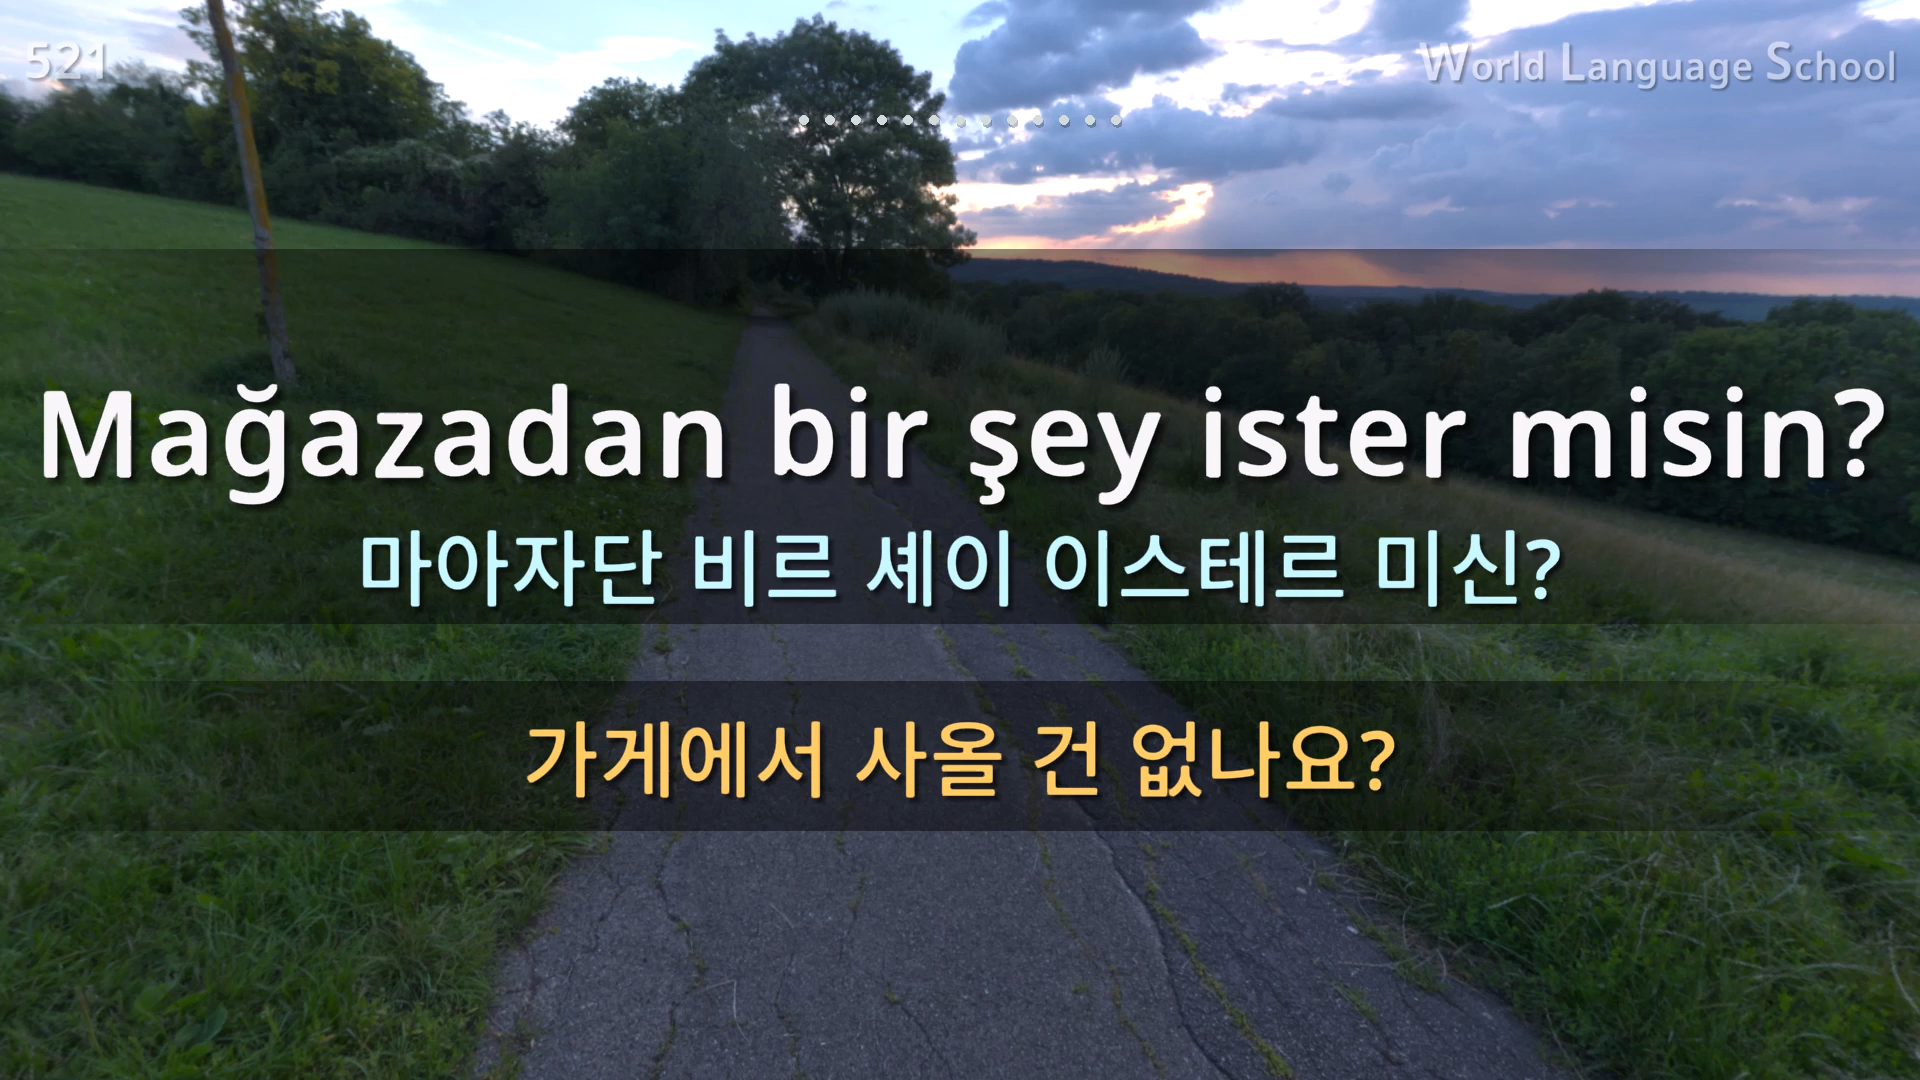 521
World Language School
Mağazadan bir şey ister misin?
마아자단 비르 셰이 이스테르 미신?
가게에서 사올 건 없나요?